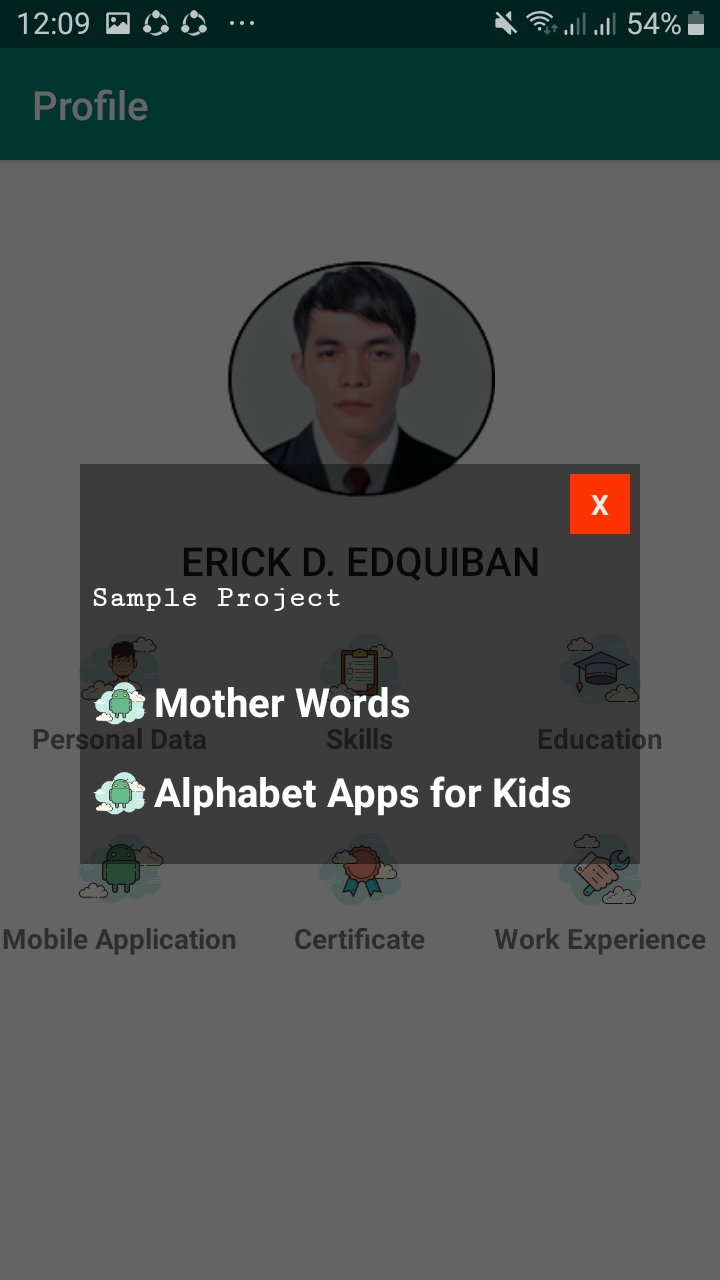 12:09 54%
Profile
X
ERICK D. EDQUIBAN
Sample Project
Mother Words
Personal Data Skills Education
Alphabet Apps for Kids
Mobile Application Certificate Work Experience